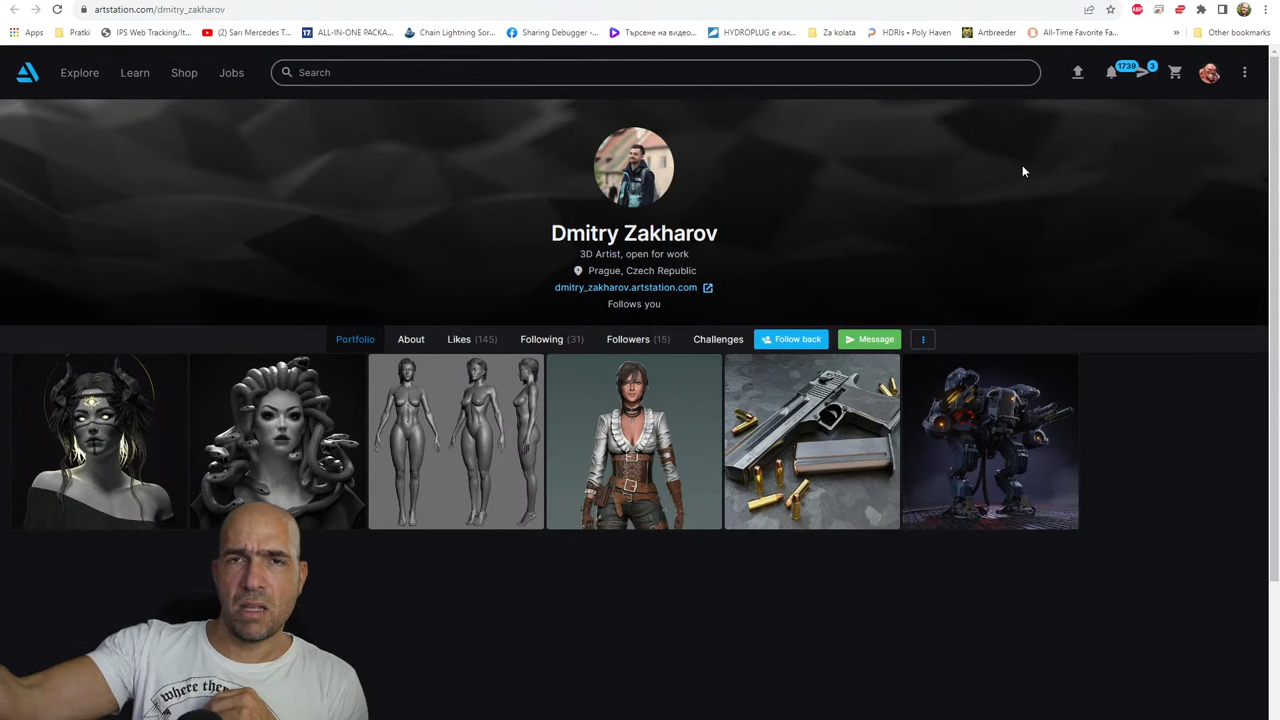 artstation.com/dmitry_zakharov
Apps Pratki IPS Web Tracking/It... (2) Sarı Mercedes T... ALL-IN-ONE PACKA... Chain Lightning Sor... Sharing Debugger -... Търсене на видео... HYDROPLUG е изк... Za kolata HDRIs • Poly Haven Artbreeder All-Time Favorite Fa... » Other bookmarks
Explore Learn Shop Jobs Search 1739 3
Dmitry Zakharov
3D Artist, open for work
Prague, Czech Republic
dmitry_zakharov.artstation.com
Follows you
Portfolio About Likes (145) Following (31) Followers (15) Challenges Follow back Message
where the